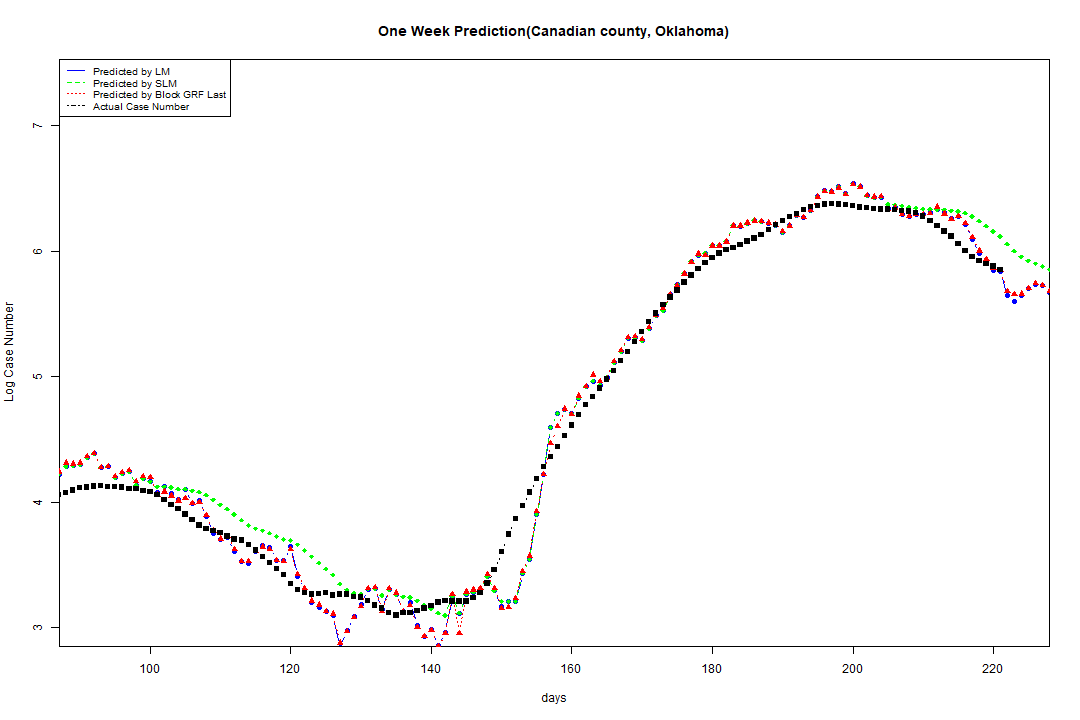 One Week Prediction(Canadian county, Oklahoma)
Predicted by LM
Predicted by SLM
Predicted by Block GRF Last
Actual Case Number
7
6
5
4
3
Log Case Number
100 120 140 160 180 200 220
days